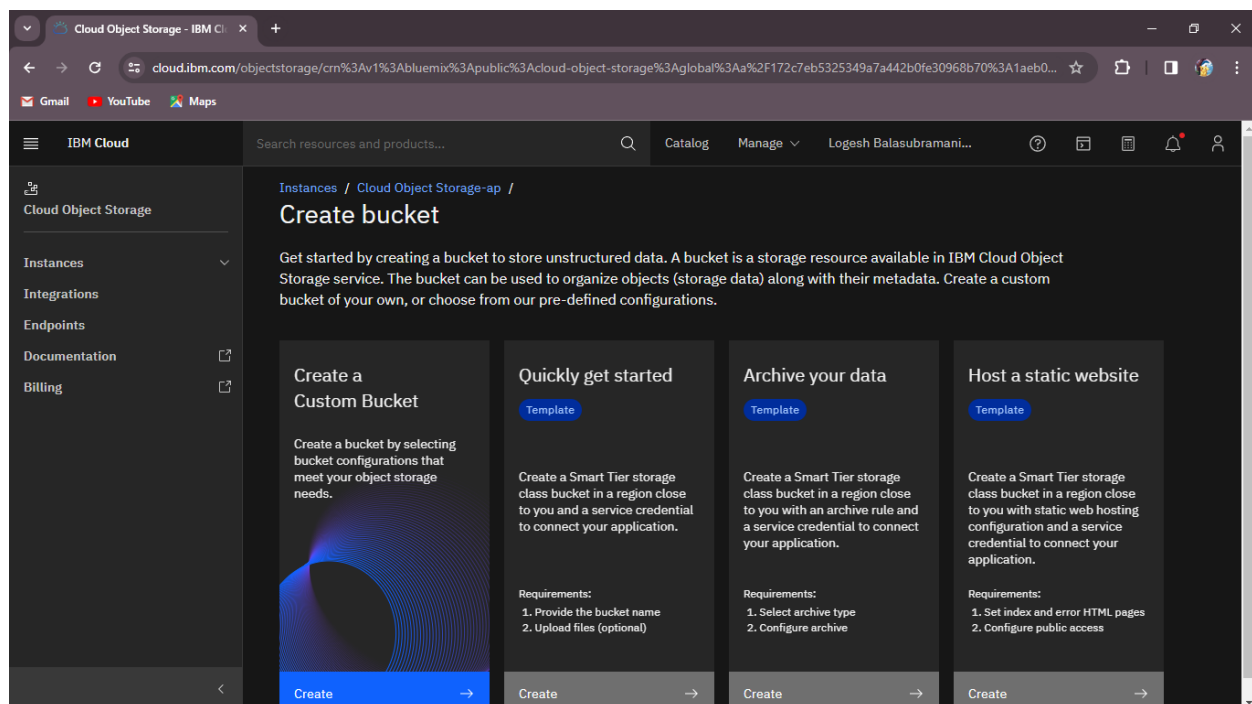 Cloud Object Storage - IBM Cl
cloud.ibm.com/objectstorage/crn%3Av1%3Abluemix%3Apublic%3Acloud-object-storage%3Aglobal%3Aa%2F172c7eb5325349a7a442b0fe30968b70%3A1aeb0...
Gmail YouTube Maps
IBM Cloud
Search resources and products...
Catalog Manage Logesh Balasubramani...
Cloud Object Storage
Instances
Integrations
Endpoints
Documentation
Billing
Instances / Cloud Object Storage-ap /
Create bucket
Get started by creating a bucket to store unstructured data. A bucket is a storage resource available in IBM Cloud Object
Storage service. The bucket can be used to organize objects (storage data) along with their metadata. Create a custom
bucket of your own, or choose from our pre-defined configurations.
Create a
Custom Bucket
Create a bucket by selecting
bucket configurations that
meet your object storage
needs.
Create
Quickly get started
Template
Create a Smart Tier storage
class bucket in a region close
to you and a service credential
to connect your application.
Requirements:
1. Provide the bucket name
2. Upload files (optional)
Create
Archive your data
Template
Create a Smart Tier storage
class bucket in a region close
to you with an archive rule and
a service credential to connect
your application.
Requirements:
1. Select archive type
2. Configure archive
Create
Host a static website
Template
Create a Smart Tier storage
class bucket in a region close
to you with static web hosting
configuration and a service
credential to connect your
application.
Requirements:
1. Set index and error HTML pages
2. Configure public access
Create